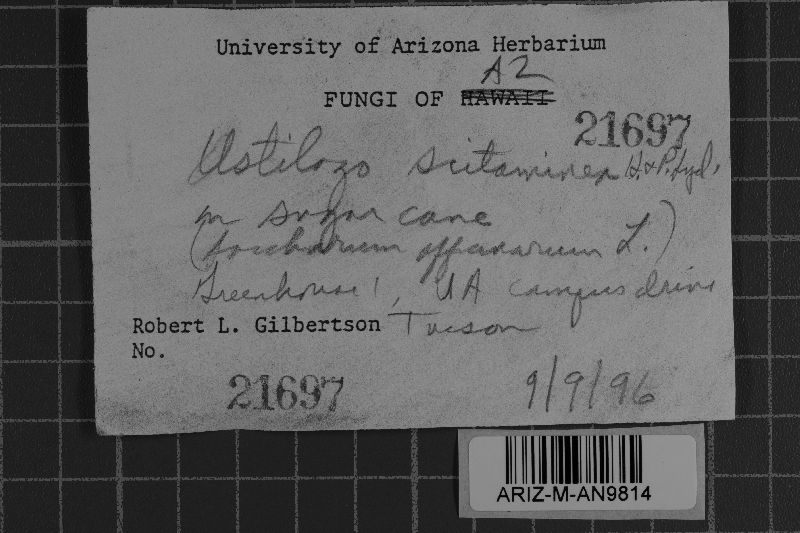 University of Arizona Herbarium
AZ
FUNGI OF HAWAII
21697
Ustilago scitaminea H & P. Syd.
on sugar cane
(Saccharum officinarum L.)
Greenhouse 1, UA campus drive
Robert L. Gilbertson Tucson
No.
21697 9/9/96
ARIZ-M-AN9814